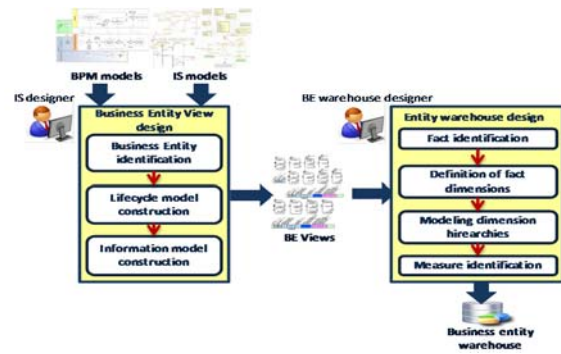 BPM models
IS models
IS designer
BE warehouse designer
Business Entity View
design
Business Entity
identification
Lifecycle model
construction
Information model
construction
BE Views
Entity warehouse design
Fact identification
Definition of fact
dimensions
Modeling dimension
hirearchies
Measure identification
Business entity
warehouse